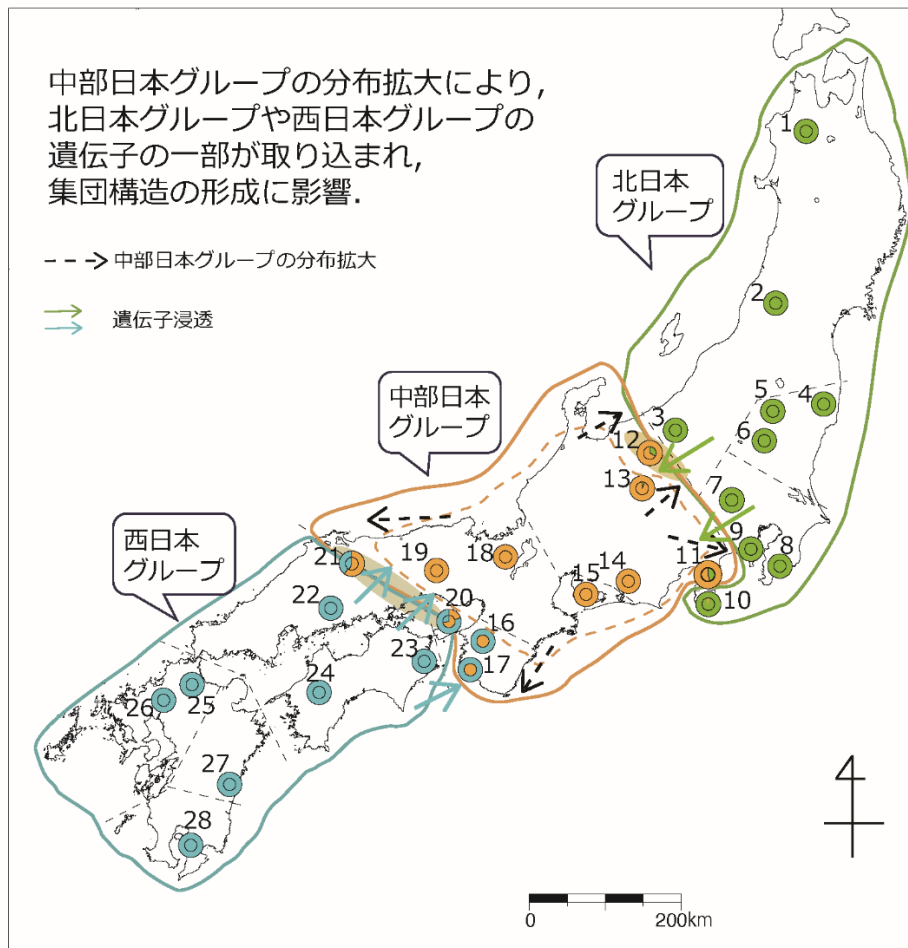 中部日本グループの分布拡大により,
北日本グループや西日本グループの
遺伝子の一部が取り込まれ,
集団構造の形成に影響.
中部日本グループの分布拡大
遺伝子浸透
北日本
グループ
中部日本
グループ
西日本
グループ
1
2
3
4
5
6
7
8
9
10
11
12
13
14
15
16
17
18
19
20
21
22
23
24
25
26
27
28
0
200km